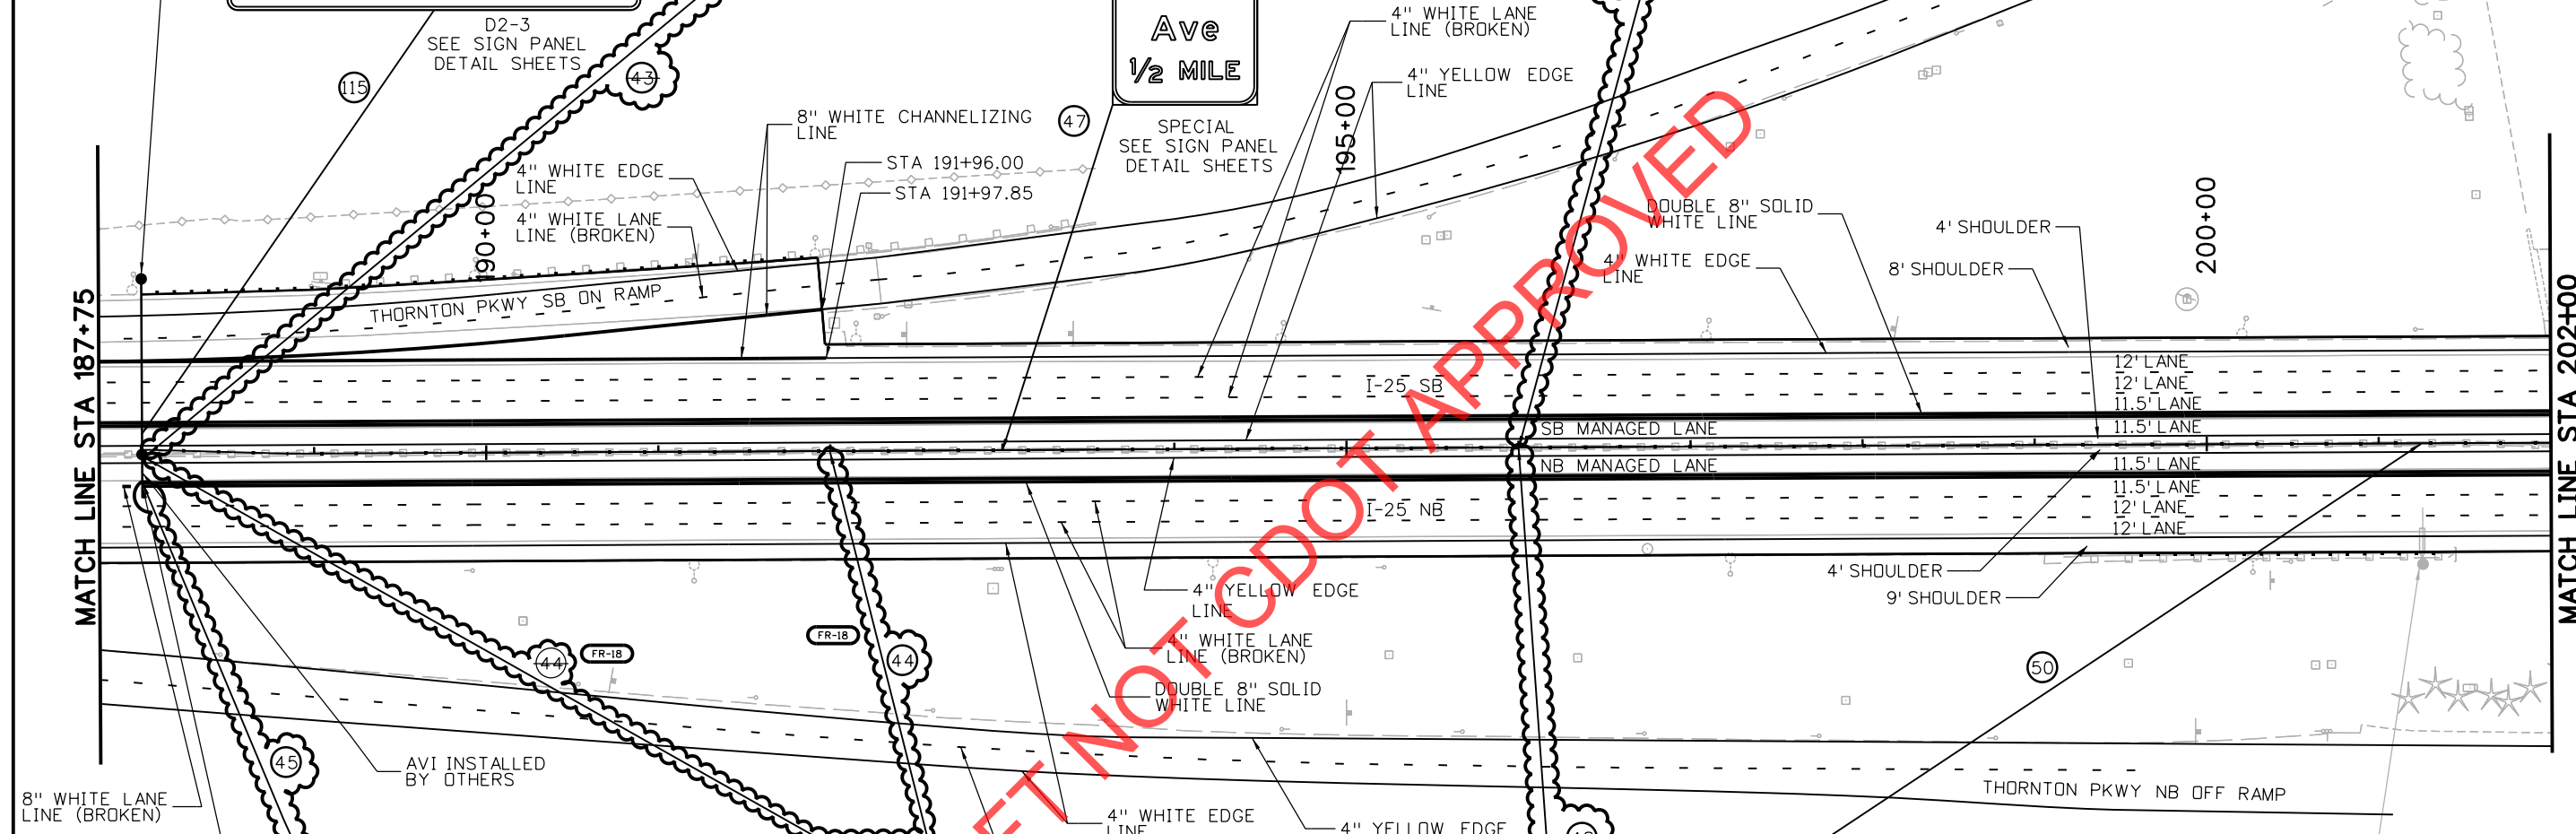 D2-3
SEE SIGN PANEL
DETAIL SHEETS
115
43
Ave
1/2 MILE
SPECIAL
SEE SIGN PANEL
DETAIL SHEETS
47
4" WHITE LANE
LINE (BROKEN)
4" YELLOW EDGE
LINE
195+00
8" WHITE CHANNELIZING
LINE
STA 191+96.00
STA 191+97.85
4" WHITE EDGE
LINE
4" WHITE LANE
LINE (BROKEN)
190+00
THORNTON PKWY SB ON RAMP
MATCH LINE STA 187+75
DOUBLE 8" SOLID
WHITE LINE
4" WHITE EDGE
LINE
4' SHOULDER
8' SHOULDER
200+00
12' LANE
12' LANE
11.5' LANE
11.5' LANE
11.5' LANE
11.5' LANE
12' LANE
12' LANE
I-25 SB
SB MANAGED LANE
NB MANAGED LANE
I-25 NB
MATCH LINE STA 202+00
4' SHOULDER
9' SHOULDER
4" YELLOW EDGE
LINE
4" WHITE LANE
LINE (BROKEN)
DOUBLE 8" SOLID
WHITE LINE
FR-18
44
FR-18
44
50
45
AVI INSTALLED
BY OTHERS
8" WHITE LANE
LINE (BROKEN)
4" WHITE EDGE
LINE
4" YELLOW EDGE
THORNTON PKWY NB OFF RAMP
NOT CDOT APPROVED